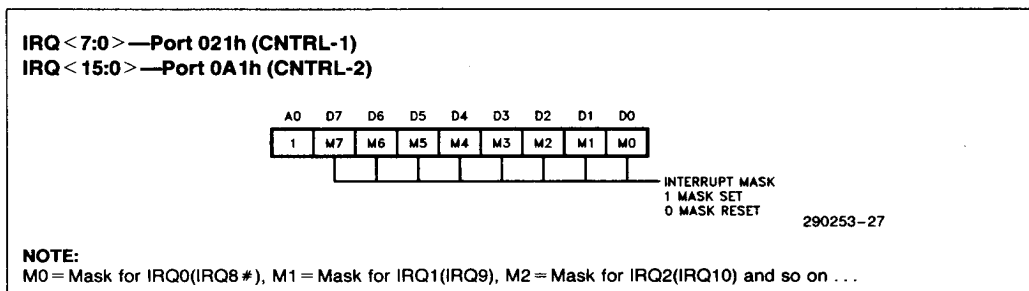 IRQ<7:0>—Port 021h (CNTRL-1)
IRQ<15:0>—Port 0A1h (CNTRL-2)
A0 D7 D6 D5 D4 D3 D2 D1 D0
1 M7 M6 M5 M4 M3 M2 M1 M0
INTERRUPT MASK
1 MASK SET
0 MASK RESET
290253-27
NOTE:
M0=Mask for IRQ0(IRQ8#), M1=Mask for IRQ1(IRQ9), M2=Mask for IRQ2(IRQ10) and so on ...